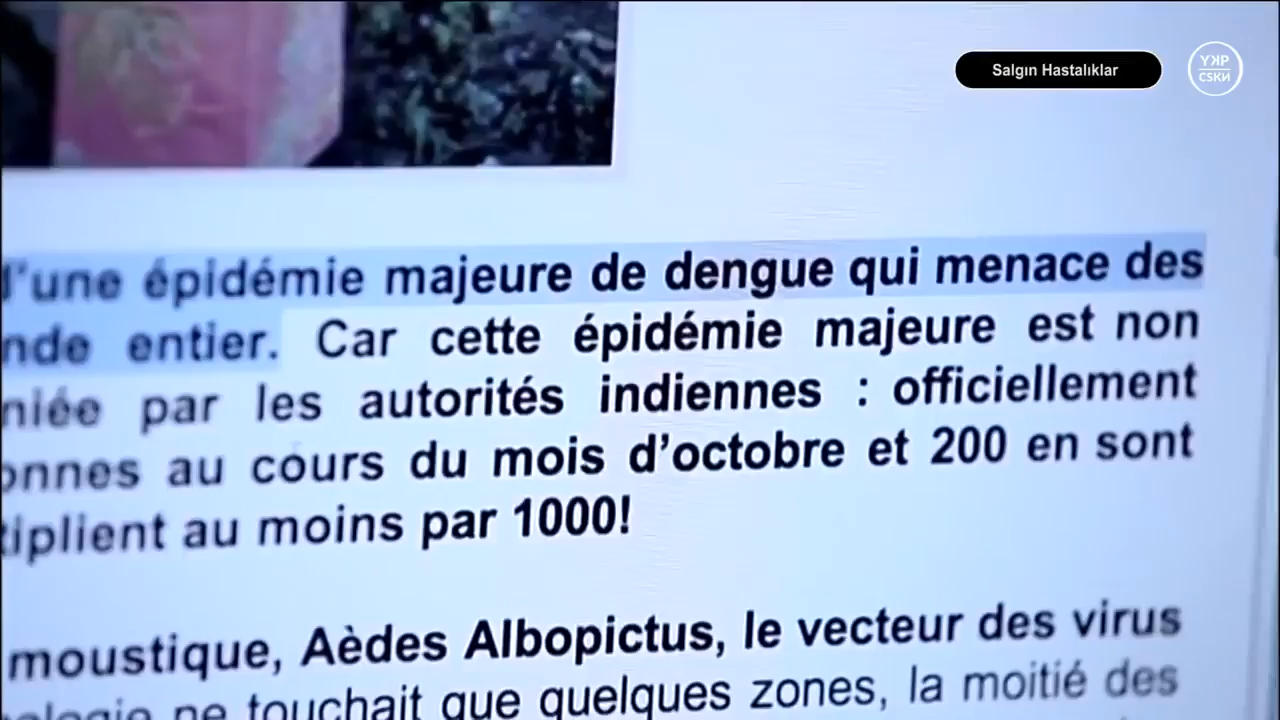 Salgın Hastalıklar
УКР
СЅКИ
d'une épidémie majeure de dengue qui menace des
nde entier. Car cette épidémie majeure est non
niée par les autorités indiennes : officiellement
onnes au cours du mois d'octobre et 200 en sont
tiplient au moins par 1000!
moustique, Aèdes Albopictus, le vecteur des virus
ne touchait que quelques zones, la moitié des